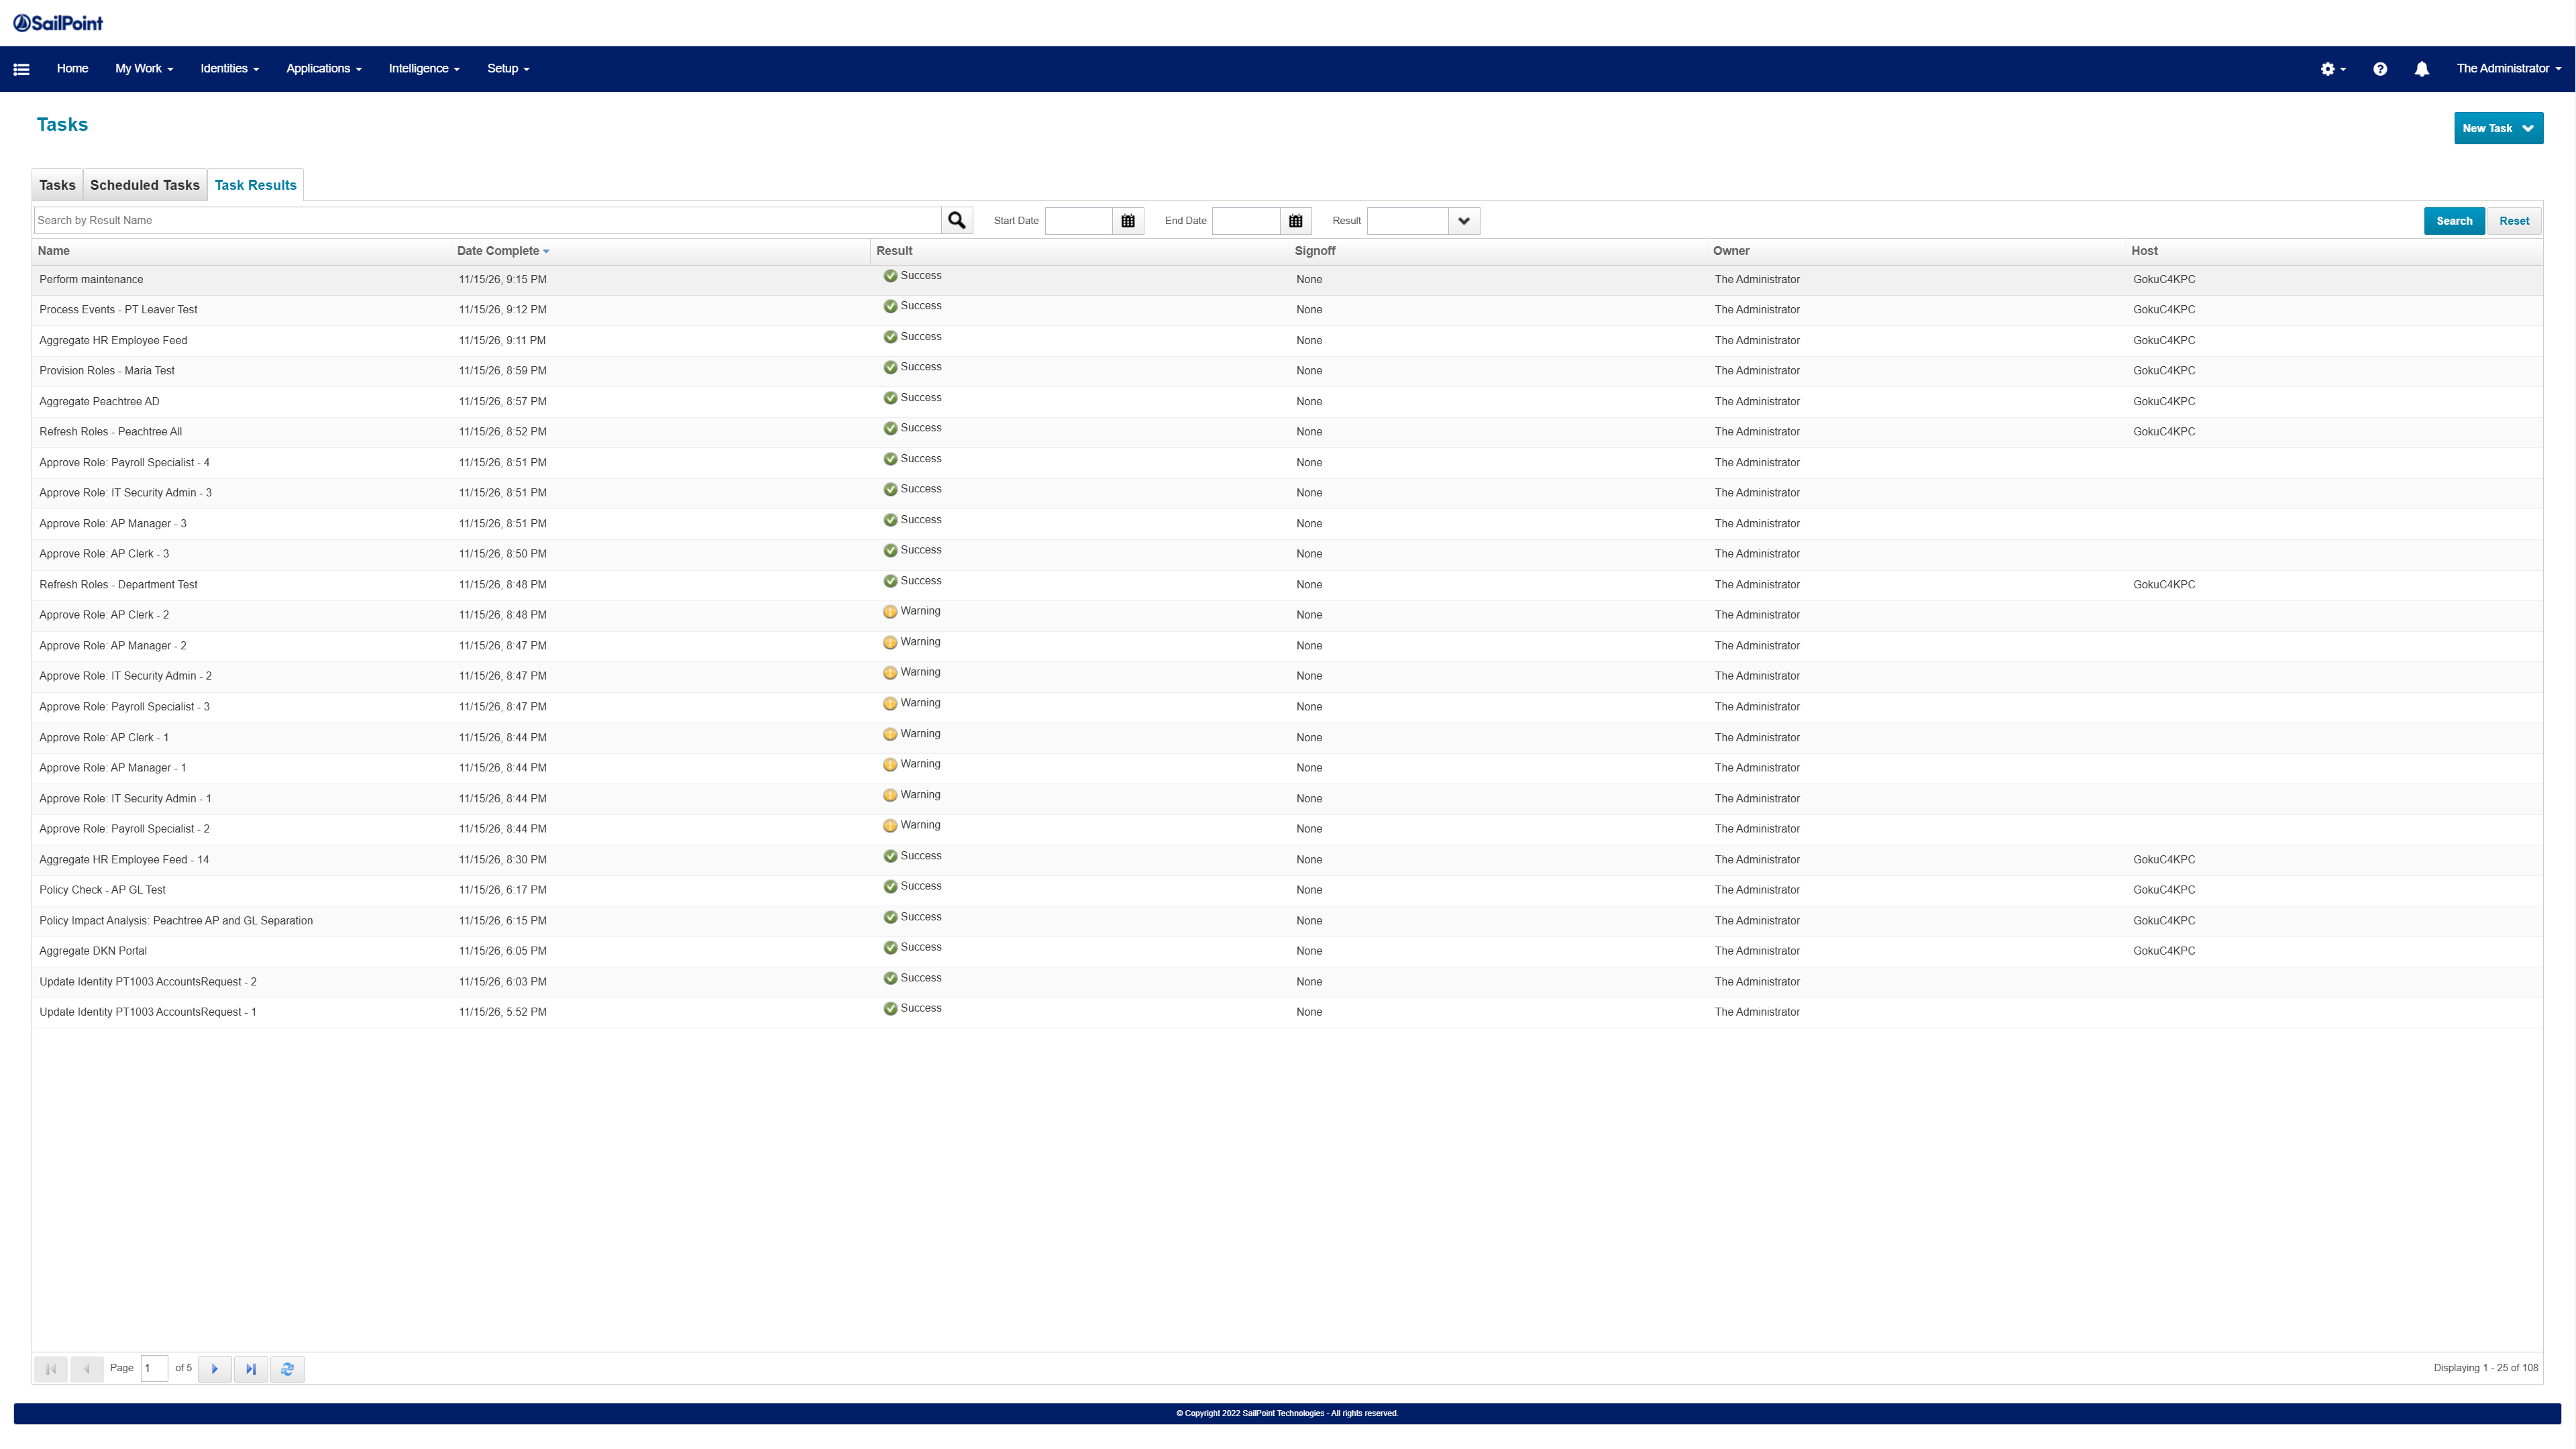 SailPoint
Home My Work Identities Applications Intelligence Setup The Administrator
Tasks
New Task
Tasks Scheduled Tasks Task Results
Search by Result Name Start Date End Date Result Search Reset
Name Date Complete Result Signoff Owner Host
Perform maintenance 11/15/26, 9:15 PM Success None The Administrator GokuC4KPC
Process Events - PT Leaver Test 11/15/26, 9:12 PM Success None The Administrator GokuC4KPC
Aggregate HR Employee Feed 11/15/26, 9:11 PM Success None The Administrator GokuC4KPC
Provision Roles - Maria Test 11/15/26, 8:59 PM Success None The Administrator GokuC4KPC
Aggregate Peachtree AD 11/15/26, 8:57 PM Success None The Administrator GokuC4KPC
Refresh Roles - Peachtree All 11/15/26, 8:52 PM Success None The Administrator GokuC4KPC
Approve Role: Payroll Specialist - 4 11/15/26, 8:51 PM Success None The Administrator
Approve Role: IT Security Admin - 3 11/15/26, 8:51 PM Success None The Administrator
Approve Role: AP Manager - 3 11/15/26, 8:51 PM Success None The Administrator
Approve Role: AP Clerk - 3 11/15/26, 8:50 PM Success None The Administrator
Refresh Roles - Department Test 11/15/26, 8:48 PM Success None The Administrator GokuC4KPC
Approve Role: AP Clerk - 2 11/15/26, 8:48 PM Warning None The Administrator
Approve Role: AP Manager - 2 11/15/26, 8:47 PM Warning None The Administrator
Approve Role: IT Security Admin - 2 11/15/26, 8:47 PM Warning None The Administrator
Approve Role: Payroll Specialist - 3 11/15/26, 8:47 PM Warning None The Administrator
Approve Role: AP Clerk - 1 11/15/26, 8:44 PM Warning None The Administrator
Approve Role: AP Manager - 1 11/15/26, 8:44 PM Warning None The Administrator
Approve Role: IT Security Admin - 1 11/15/26, 8:44 PM Warning None The Administrator
Approve Role: Payroll Specialist - 2 11/15/26, 8:44 PM Warning None The Administrator
Aggregate HR Employee Feed - 14 11/15/26, 8:30 PM Success None The Administrator GokuC4KPC
Policy Check - AP GL Test 11/15/26, 6:17 PM Success None The Administrator GokuC4KPC
Policy Impact Analysis: Peachtree AP and GL Separation 11/15/26, 6:15 PM Success None The Administrator GokuC4KPC
Aggregate DKN Portal 11/15/26, 6:05 PM Success None The Administrator GokuC4KPC
Update Identity PT1003 AccountsRequest - 2 11/15/26, 6:03 PM Success None The Administrator
Update Identity PT1003 AccountsRequest - 1 11/15/26, 5:52 PM Success None The Administrator
Page 1 of 5 Displaying 1 - 25 of 108
© Copyright 2022 SailPoint Technologies - All rights reserved.